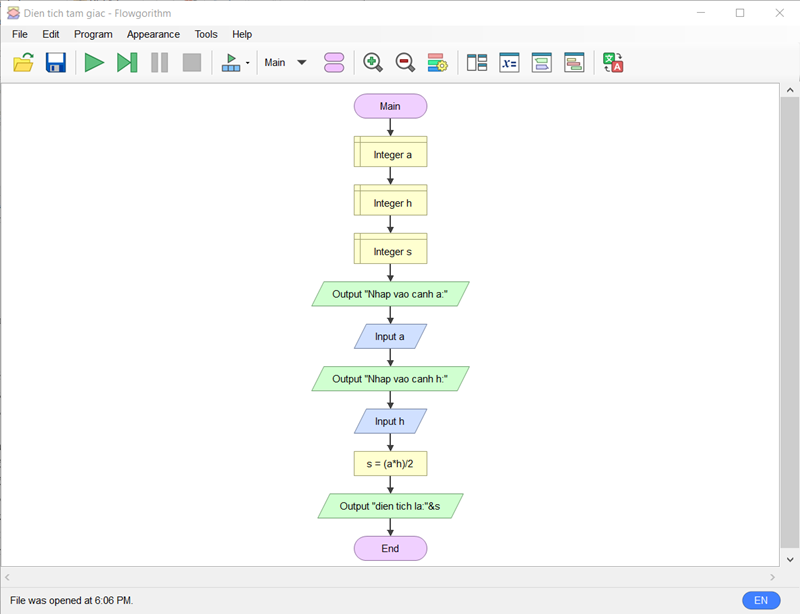 Dien tich tam giac - Flowgorithm
File Edit Program Appearance Tools Help
Main
x=
Main
Integer a
Integer h
Integer s
Output "Nhap vao canh a:"
Input a
Output "Nhap vao canh h:"
Input h
s = (a*h)/2
Output "dien tich la:"&s
End
File was opened at 6:06 PM.
EN